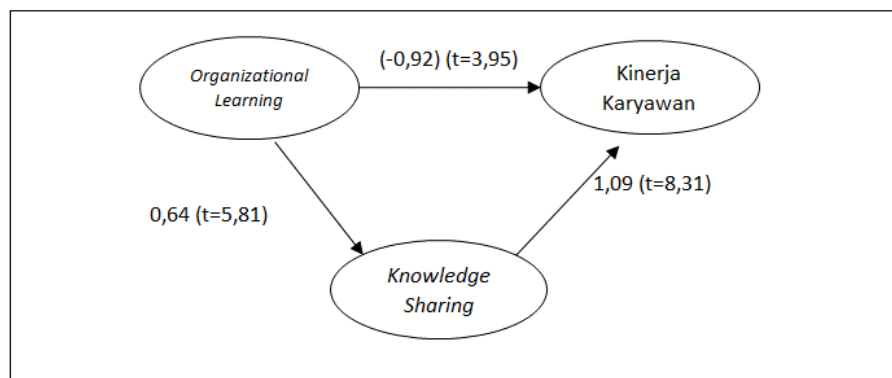 Organizational
Learning
(-0,92) (t=3,95)
Kinerja
Karyawan
0,64 (t=5,81)
1,09 (t=8,31)
Knowledge
Sharing